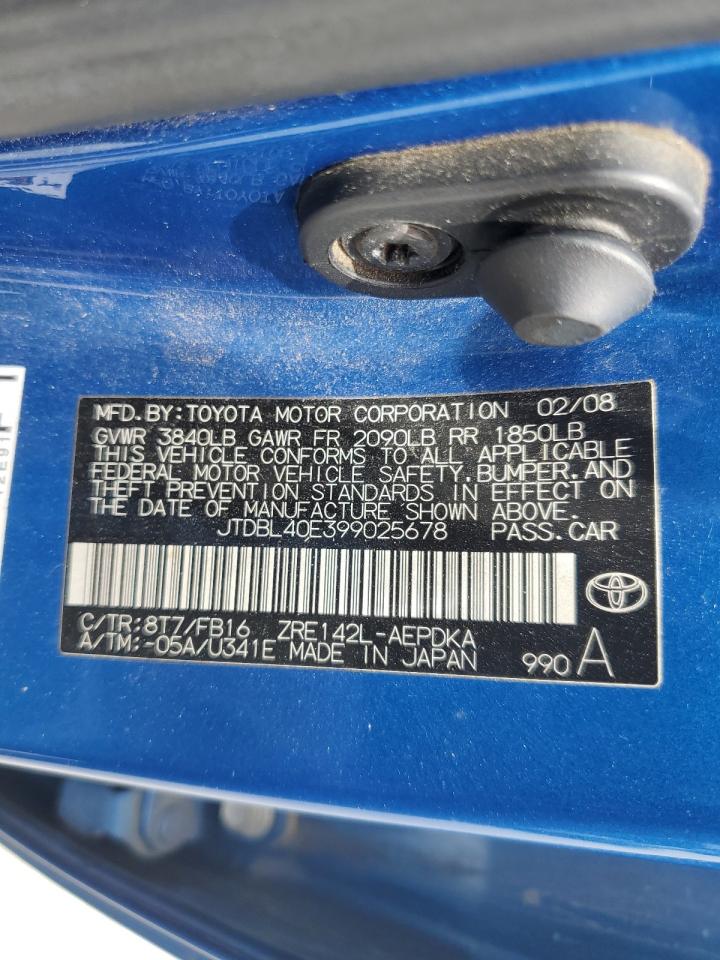 MFD. BY: TOYOTA MOTOR CORPORATION 02/08
GVWR 3840LB GAWR FR 2090LB RR 1850LB
THIS VEHICLE CONFORMS TO ALL APPLICABLE
FEDERAL MOTOR VEHICLE SAFETY, BUMPER, AND
THEFT PREVENTION STANDARDS IN EFFECT ON
THE DATE OF MANUFACTURE SHOWN ABOVE.
JTDBL40E399025678 PASS. CAR
C/TR: 8T7/FB16 ZRE142L-AEPDKA
A/TM: -05A/U341E MADE IN JAPAN
990 A